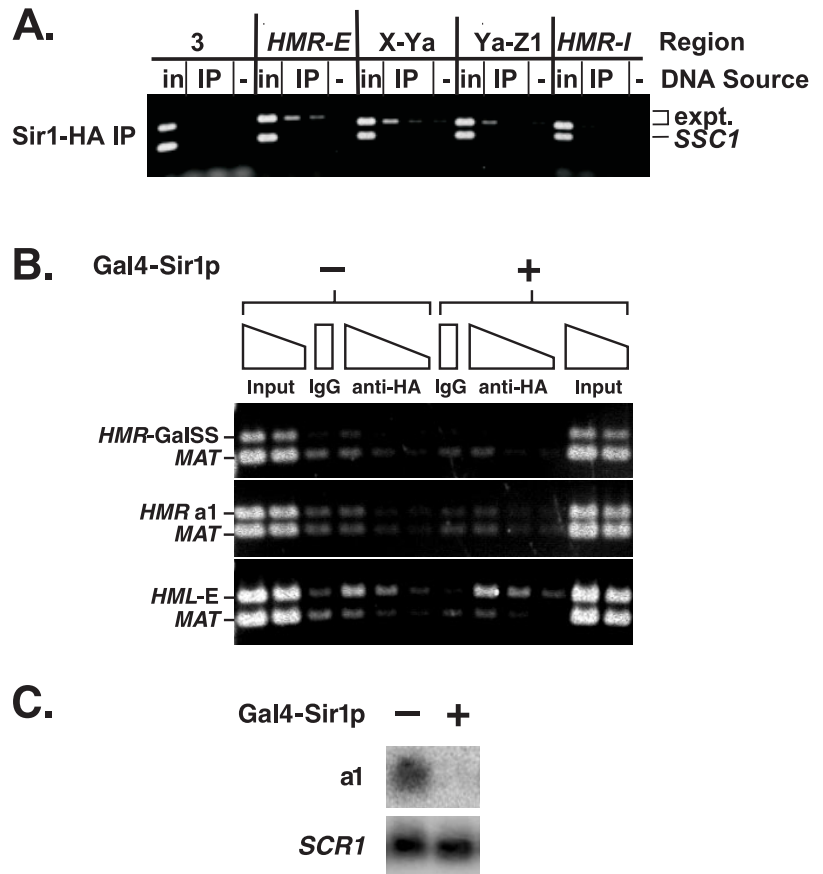 A.
3 HMR-E X-Ya Ya-Z1 HMR-I Region
in IP - in IP - in IP - in IP - in IP - DNA Source
Sir1-HA IP
expt.
SSC1
B.
Gal4-Sir1p − +
Input IgG anti-HA IgG anti-HA Input
HMR-GalSS
MAT
HMR a1
MAT
HML-E
MAT
C.
Gal4-Sir1p − +
a1
SCR1